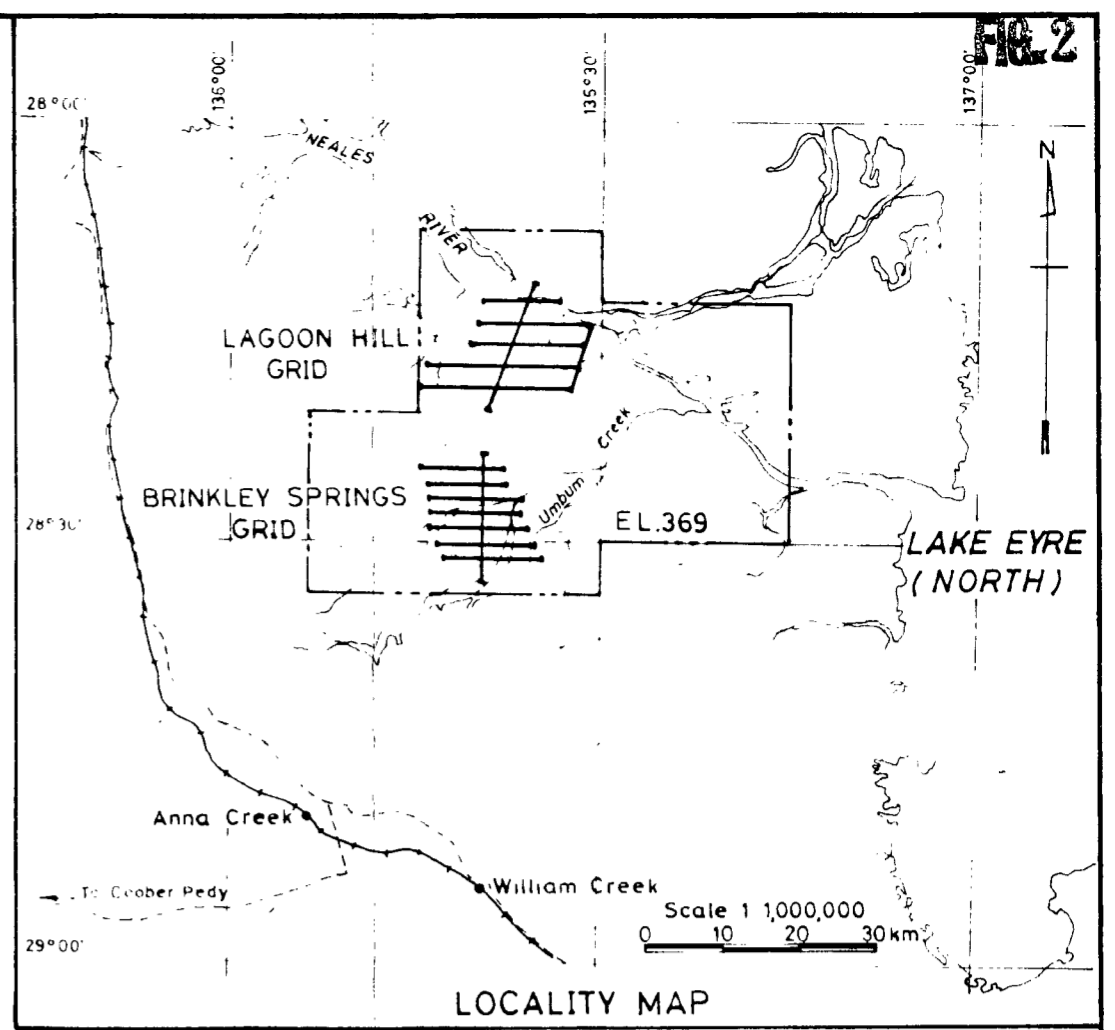 FIG. 2
136°00'
135°30'
137°00'
28°00'
NEALES
N
RIVER
LAGOON HILL
GRID
Umbum Creek
BRINKLEY SPRINGS
GRID
28°30'
EL.369
LAKE EYRE
(NORTH)
Anna Creek
To Coober Pedy
William Creek
Scale 1 1,000,000
0 10 20 30 km
29°00'
LOCALITY MAP